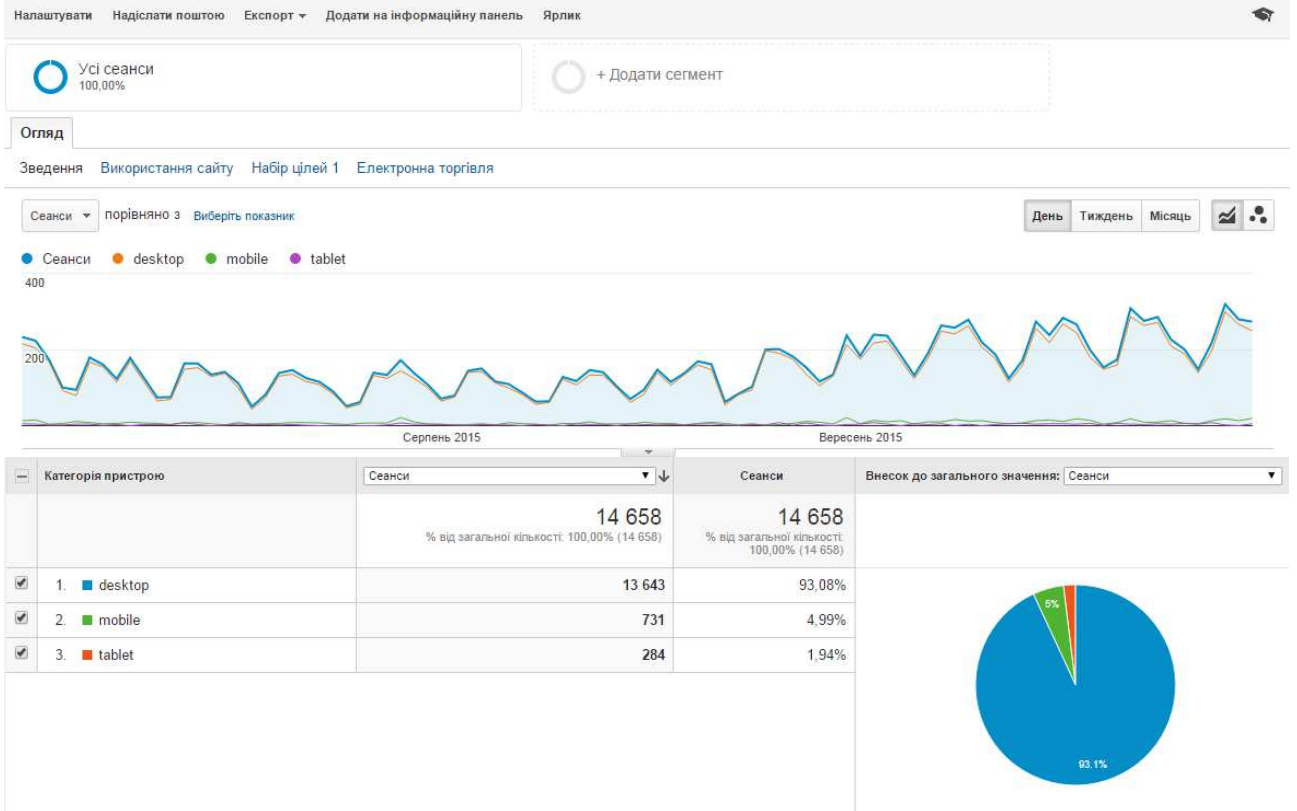 Налаштувати Надіслати поштою Експорт Додати на інформаційну панель Ярлик
Усі сеанси
100,00%
+ Додати сегмент
Огляд
Зведення Використання сайту Набір цілей 1 Електронна торгівля
Сеанси порівняно з Виберіть показник
День Тиждень Місяць
Сеанси desktop mobile tablet
400
200
Серпень 2015 Вересень 2015
Категорія пристрою Сеанси Сеанси Внесок до загального значення: Сеанси
14 658 14 658
% від загальної кількості: 100,00% (14 658) % від загальної кількості:
100,00% (14 658)
1. desktop 13 643 93,08%
2. mobile 731 4,99%
3. tablet 284 1,94%
5%
93.1%